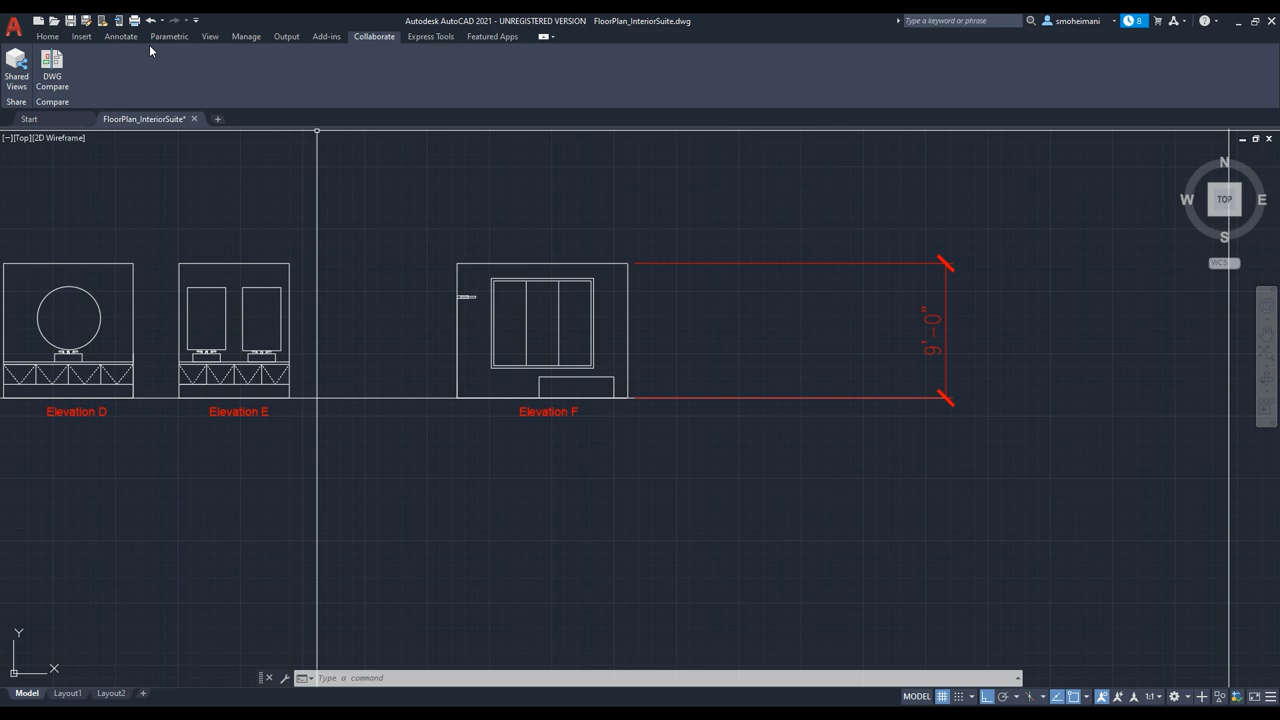 Autodesk AutoCAD 2021 - UNREGISTERED VERSION FloorPlan_InteriorSuite.dwg
Type a keyword or phrase
smoheimani
8
Home Insert Annotate Parametric View Manage Output Add-ins Collaborate Express Tools Featured Apps
Shared Views
DWG Compare
Share Compare
Start FloorPlan_InteriorSuite*
[−][Top][2D Wireframe]
N
W TOP E
S
WCS
9'-0"
Elevation D Elevation E Elevation F
Y
X
Type a command
Model Layout1 Layout2
MODEL 1:1